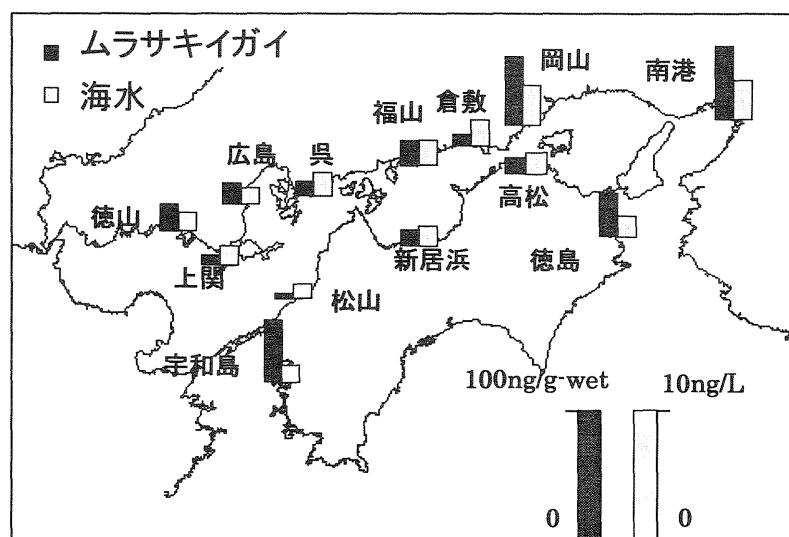 ムラサキイガイ
海水
岡山
南港
倉敷
福山
広島
呉
高松
徳山
上関
新居浜
徳島
松山
宇和島
100ng/g-wet
10ng/L
0
0